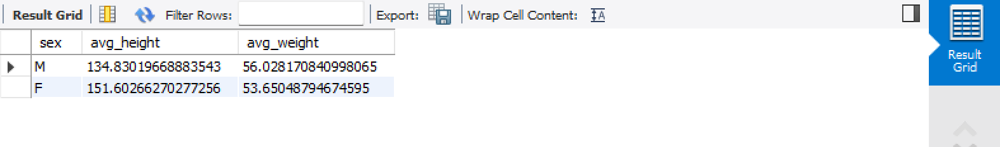 Result Grid Filter Rows: Export: Wrap Cell Content: A
sex avg_height avg_weight
M 134.83019668883543 56.028170840998065
F 151.60266270277256 53.65048794674595
Result
Grid